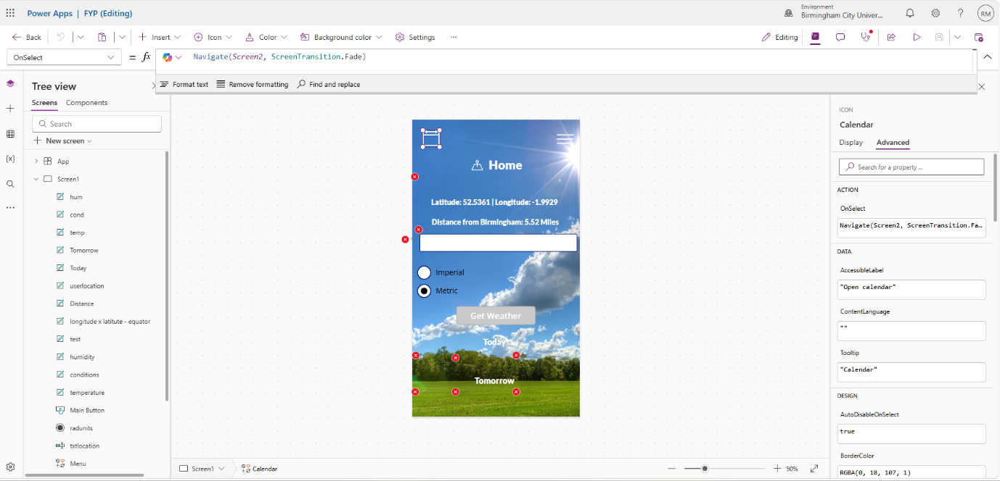 Power Apps | FYP (Editing)
Environment
Birmingham City Univer...
RM
Back
Insert
Icon
Color
Background color
Settings
...
Editing
OnSelect
= fx
Navigate(Screen2, ScreenTransition.Fade)
Format text
Remove formatting
Find and replace
Tree view
Screens
Components
Search
New screen
App
Screen1
hum
cond
temp
Tomorrow
Today
userlocation
Distance
longitude x latitute - equator
test
humidity
conditions
temperature
Main Button
radunits
txtlocation
Menu
Home
Latitude: 52.5361 | Longitude: -1.9929
Distance from Birmingham: 5.52 Miles
Imperial
Metric
Get Weather
Today
Tomorrow
Screen1
Calendar
50%
ICON
Calendar
Display
Advanced
Search for a property ...
ACTION
OnSelect
Navigate(Screen2, ScreenTransition.Fa...
DATA
AccessibleLabel
"Open calendar"
ContentLanguage
""
Tooltip
"Calendar"
DESIGN
AutoDisableOnSelect
true
BorderColor
RGBA(0, 18, 107, 1)